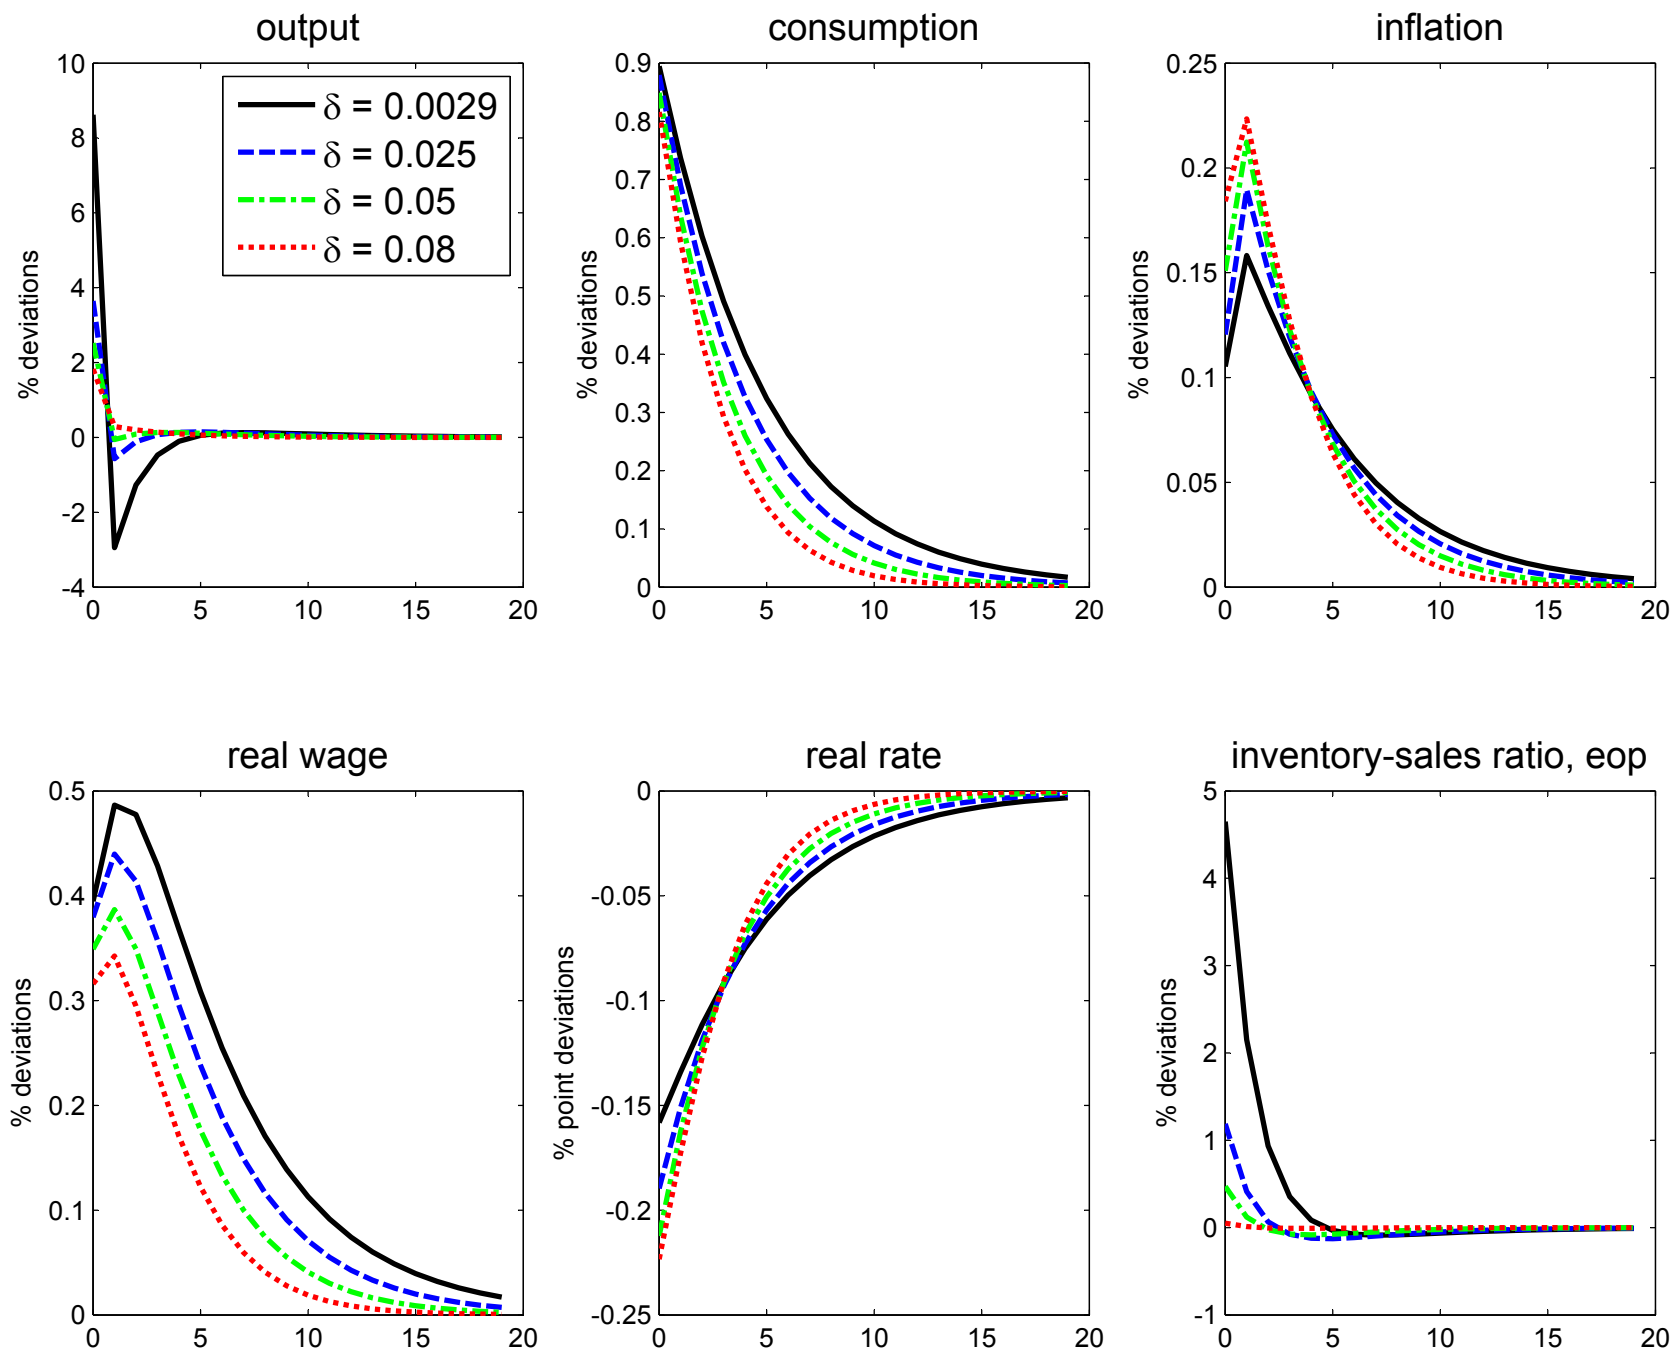 output
10
8
6
4
2
0
-2
-4
0 5 10 15 20
% deviations
δ = 0.0029
δ = 0.025
δ = 0.05
δ = 0.08
consumption
0.9
0.8
0.7
0.6
0.5
0.4
0.3
0.2
0.1
0
0 5 10 15 20
% deviations
inflation
0.25
0.2
0.15
0.1
0.05
0
0 5 10 15 20
% deviations
real wage
0.5
0.4
0.3
0.2
0.1
0
0 5 10 15 20
% deviations
real rate
0
-0.05
-0.1
-0.15
-0.2
-0.25
0 5 10 15 20
% point deviations
inventory-sales ratio, eop
5
4
3
2
1
0
-1
0 5 10 15 20
% deviations